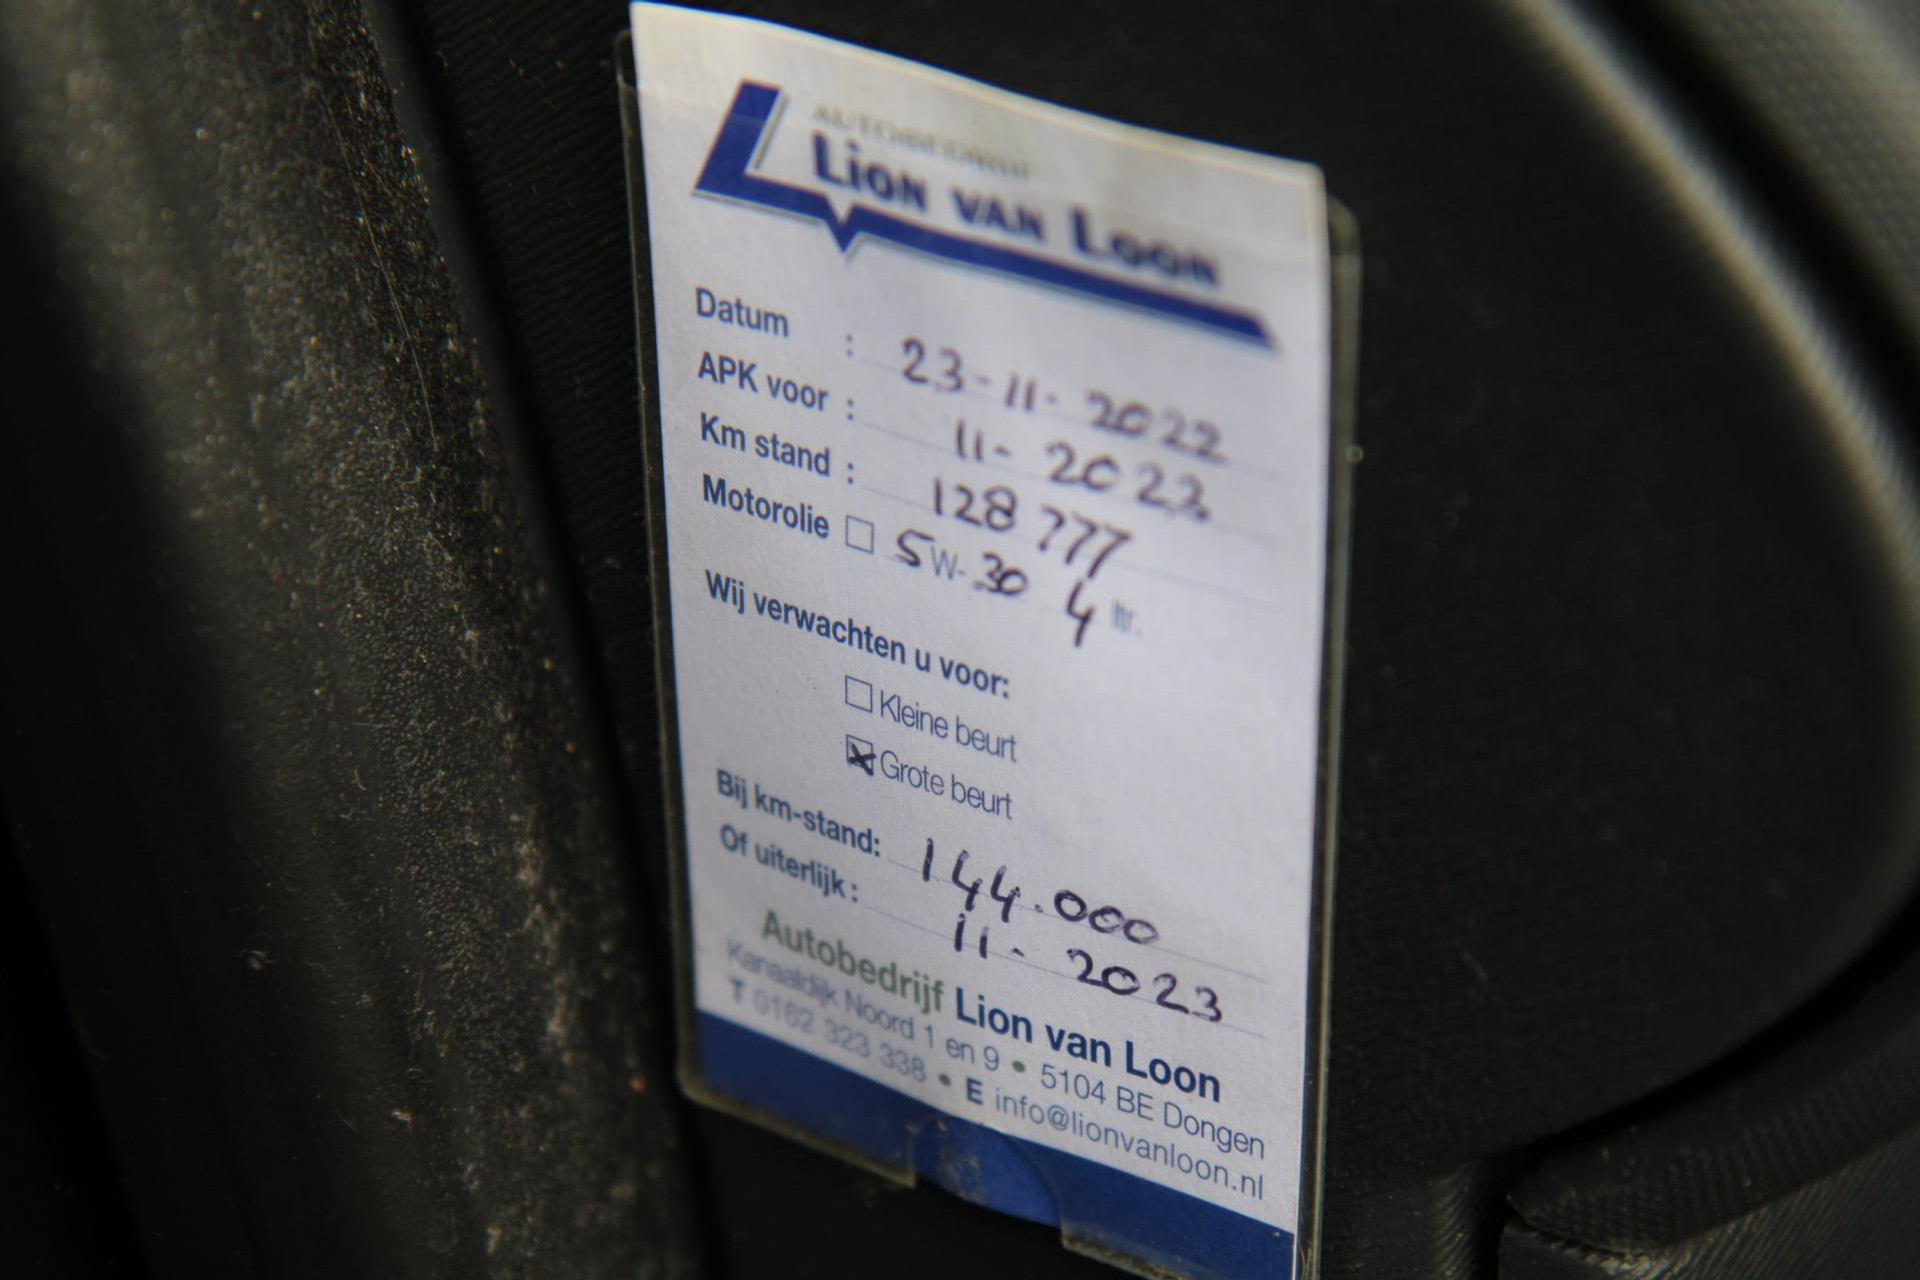 AUTOBEDRIJF
LION VAN LOON
Datum : 23-11-2022
APK voor : 11-2022
Km stand : 128777
Motorolie ☐ 5W-30 4 ltr.
Wij verwachten u voor:
☐ Kleine beurt
☒ Grote beurt
Bij km-stand: 144.000
Of uiterlijk : 11-2023
Autobedrijf Lion van Loon
Kanaaldijk Noord 1 en 9 • 5104 BE Dongen
T 0162 323 338 • E info@lionvanloon.nl